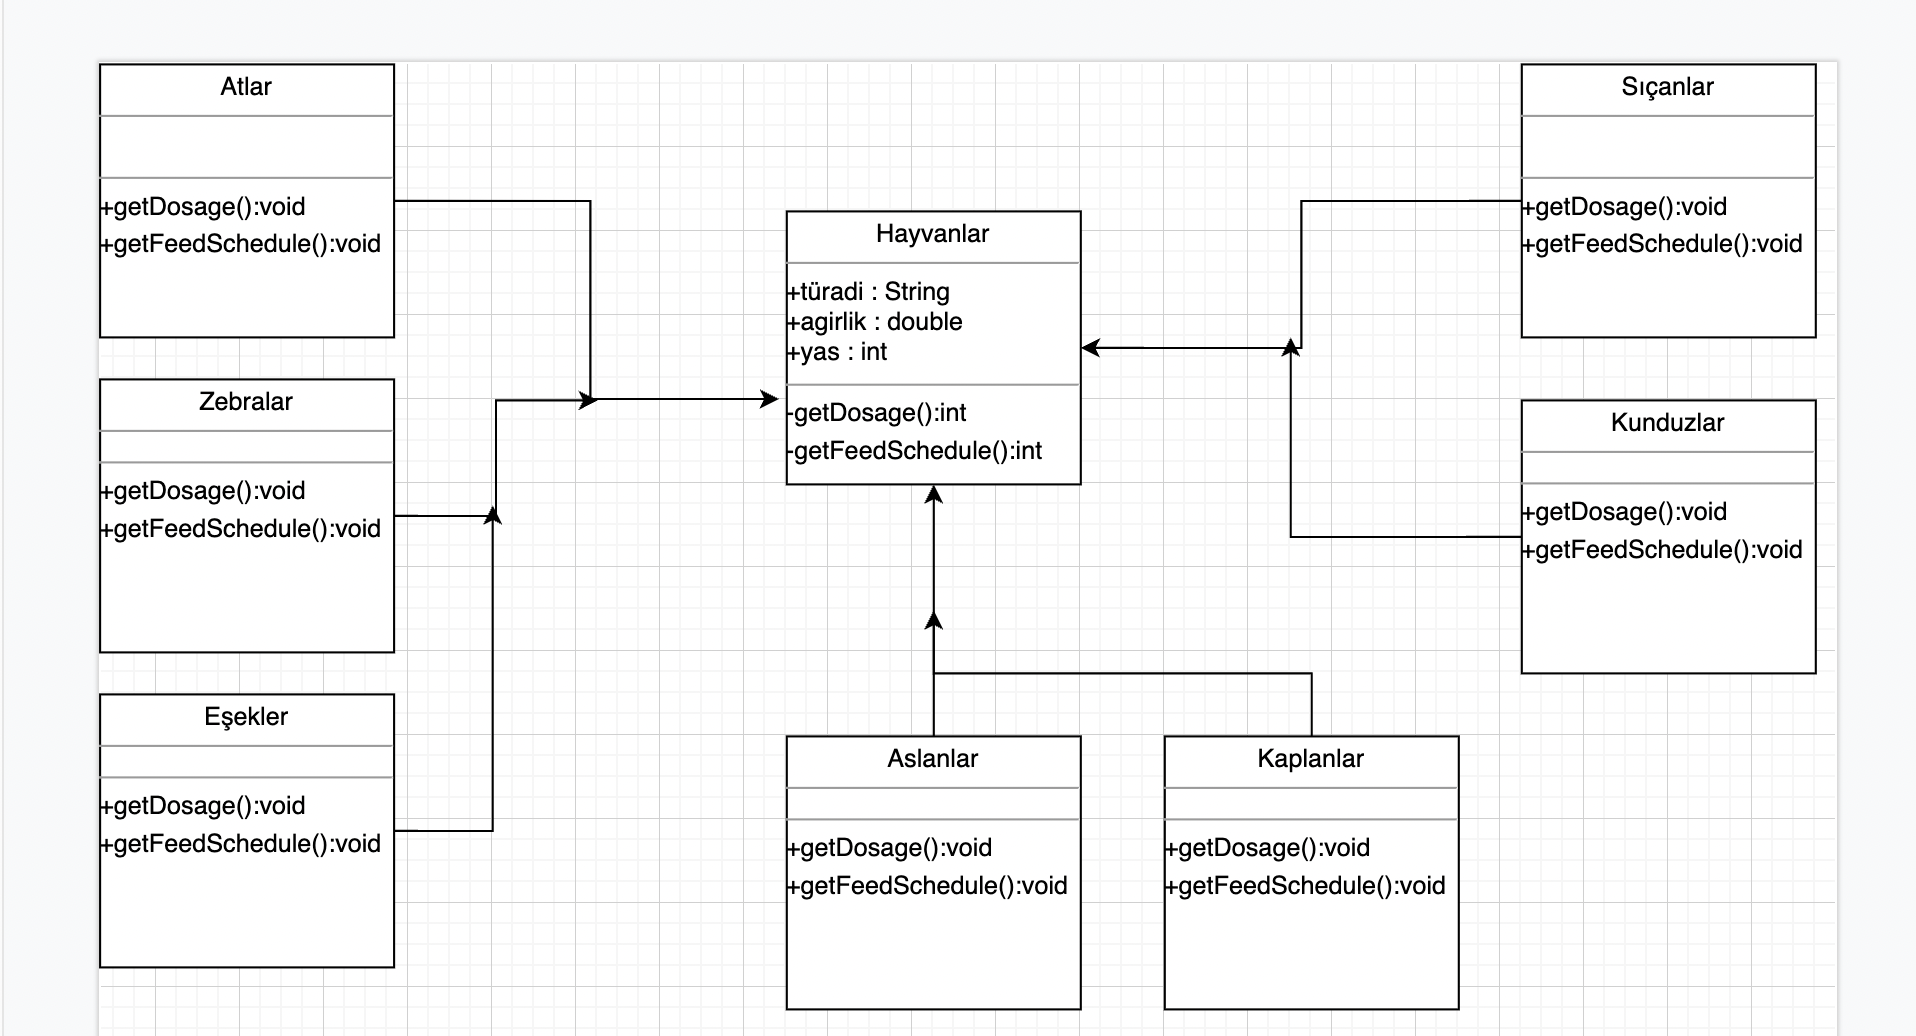 Atlar
+getDosage():void
+getFeedSchedule():void
Zebralar
+getDosage():void
+getFeedSchedule():void
Eşekler
+getDosage():void
+getFeedSchedule():void
Hayvanlar
+türadi : String
+agirlik : double
+yas : int
-getDosage():int
-getFeedSchedule():int
Aslanlar
+getDosage():void
+getFeedSchedule():void
Kaplanlar
+getDosage():void
+getFeedSchedule():void
Sıçanlar
+getDosage():void
+getFeedSchedule():void
Kunduzlar
+getDosage():void
+getFeedSchedule():void